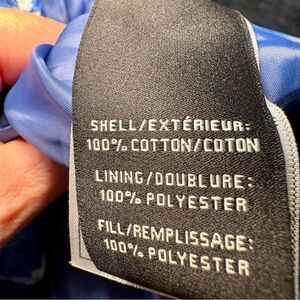 SHELL/EXTÉRIEUR:
100% COTTON/COTON
LINING/DOUBLURE:
100% POLYESTER
FILL/REMPLISSAGE:
100% POLYESTER